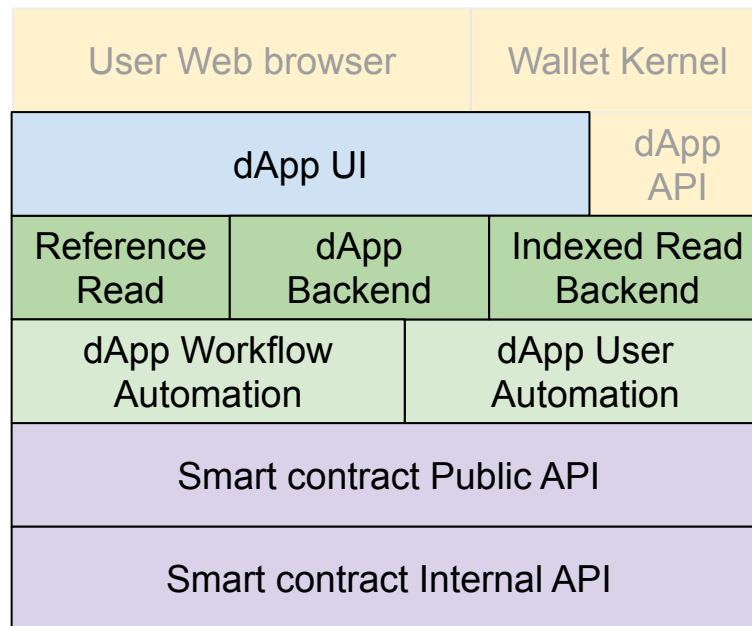 User Web browser
Wallet Kernel
dApp UI
dApp
API
Reference
Read
dApp
Backend
Indexed Read
Backend
dApp Workflow
Automation
dApp User
Automation
Smart contract Public API
Smart contract Internal API